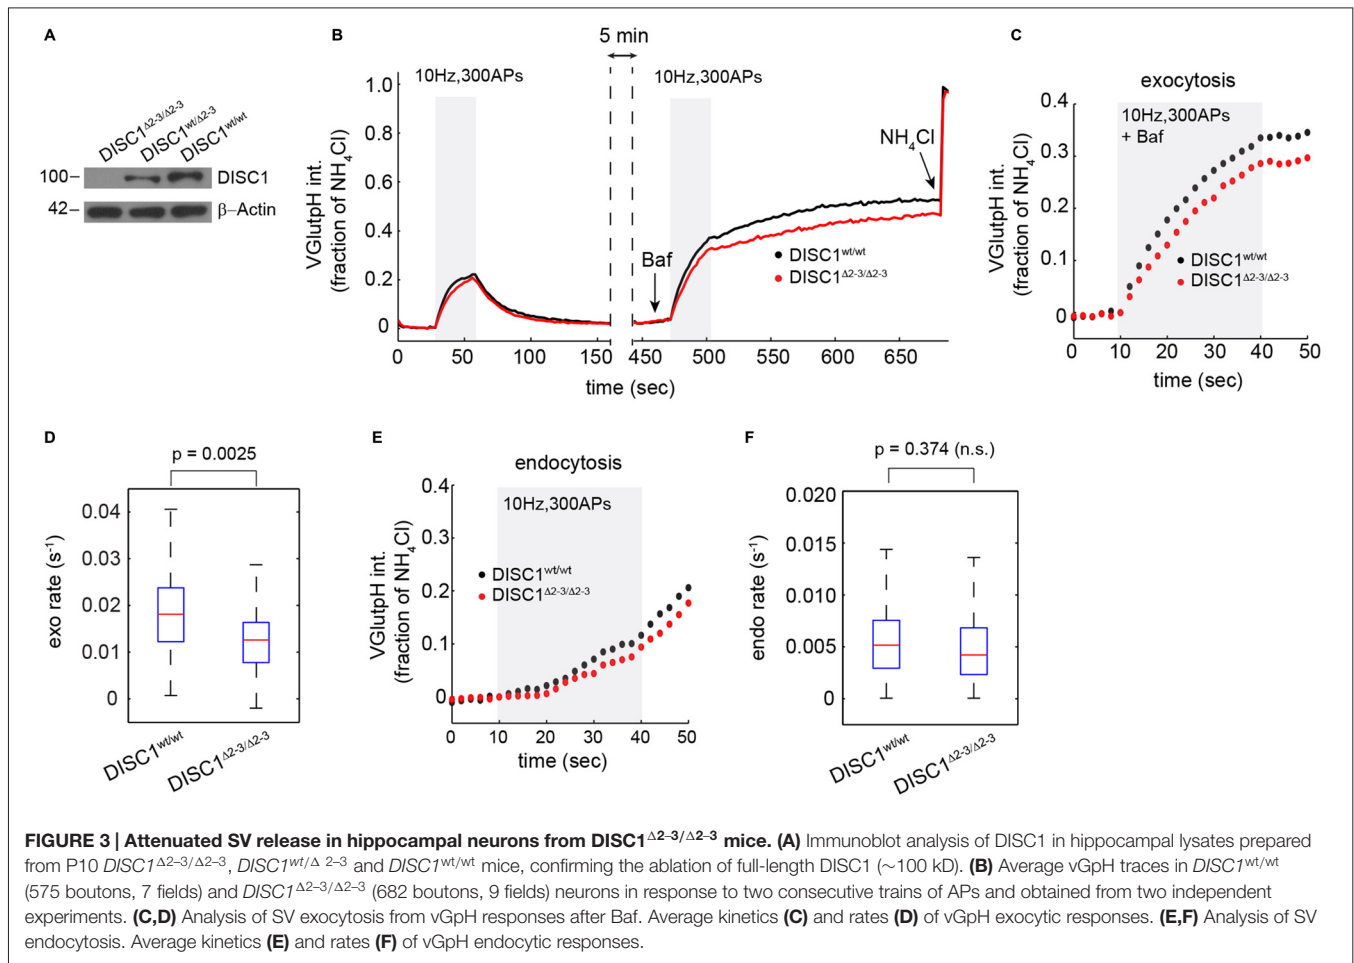 A
DISC1Δ2-3/Δ2-3
DISC1wt/Δ2-3
DISC1wt/wt
100–
DISC1
42–
β–Actin
B
5 min
10Hz,300APs
10Hz,300APs
1.0
0.8
0.6
0.4
0.2
0
VGlutpH int.
(fraction of NH4Cl)
NH4Cl
Baf
DISC1wt/wt
DISC1Δ2-3/Δ2-3
0 50 100 150 450 500 550 600 650
time (sec)
C
exocytosis
10Hz,300APs
+ Baf
0.4
0.3
0.2
0.1
0
VGlutpH int.
(fraction of NH4Cl)
DISC1wt/wt
DISC1Δ2-3/Δ2-3
0 10 20 30 40 50
time (sec)
D
p = 0.0025
0.04
0.03
0.02
0.01
0
exo rate (s-1)
DISC1wt/wt
DISC1Δ2-3/Δ2-3
E
endocytosis
10Hz,300APs
0.4
0.3
0.2
0.1
0
VGlutpH int.
(fraction of NH4Cl)
DISC1wt/wt
DISC1Δ2-3/Δ2-3
0 10 20 30 40 50
time (sec)
F
p = 0.374 (n.s.)
0.020
0.015
0.010
0.005
0
endo rate (s-1)
DISC1wt/wt
DISC1Δ2-3/Δ2-3
FIGURE 3 | Attenuated SV release in hippocampal neurons from DISC1Δ2–3/Δ2–3 mice. (A) Immunoblot analysis of DISC1 in hippocampal lysates prepared
from P10 DISC1Δ2–3/Δ2–3, DISC1wt/Δ 2–3 and DISC1wt/wt mice, confirming the ablation of full-length DISC1 (∼100 kD). (B) Average vGpH traces in DISC1wt/wt
(575 boutons, 7 fields) and DISC1Δ2–3/Δ2–3 (682 boutons, 9 fields) neurons in response to two consecutive trains of APs and obtained from two independent
experiments. (C,D) Analysis of SV exocytosis from vGpH responses after Baf. Average kinetics (C) and rates (D) of vGpH exocytic responses. (E,F) Analysis of SV
endocytosis. Average kinetics (E) and rates (F) of vGpH endocytic responses.